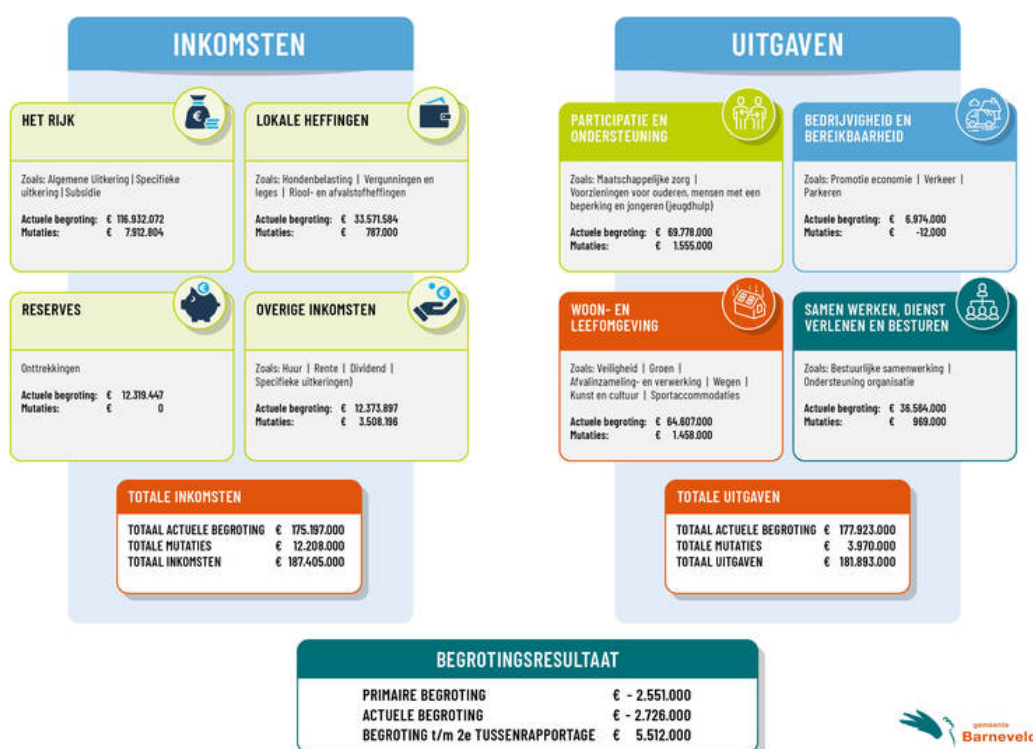 INKOMSTEN
HET RIJK
Zoals: Algemene Uitkering | Specifieke
uitkering | Subsidie
Actuele begroting: € 116.932.072
Mutaties: € 7.912.804
LOKALE HEFFINGEN
Zoals: Hondenbelasting | Vergunningen en
leges | Riool- en afvalstofheffingen
Actuele begroting: € 33.571.584
Mutaties: € 787.000
RESERVES
Onttrekkingen
Actuele begroting: € 12.319.447
Mutaties: € 0
OVERIGE INKOMSTEN
Zoals: Huur | Rente | Dividend |
Specifieke uitkeringen)
Actuele begroting: € 12.373.897
Mutaties: € 3.508.196
TOTALE INKOMSTEN
TOTAAL ACTUELE BEGROTING € 175.197.000
TOTALE MUTATIES € 12.208.000
TOTAAL INKOMSTEN € 187.405.000
UITGAVEN
PARTICIPATIE EN
ONDERSTEUNING
Zoals: Maatschappelijke zorg |
Voorzieningen voor ouderen, mensen met een
beperking en jongeren (jeugdhulp)
Actuele begroting: € 69.778.000
Mutaties: € 1.555.000
BEDRIJVIGHEID EN
BEREIKBAARHEID
Zoals: Promotie economie | Verkeer |
Parkeren
Actuele begroting: € 6.974.000
Mutaties: € -12.000
WOON- EN
LEEFOMGEVING
Zoals: Veiligheid | Groen |
Afvalinzameling- en verwerking | Wegen |
Kunst en cultuur | Sportaccommodaties
Actuele begroting: € 64.607.000
Mutaties: € 1.458.000
SAMEN WERKEN, DIENST
VERLENEN EN BESTUREN
Zoals: Bestuurlijke samenwerking |
Ondersteuning organisatie
Actuele begroting: € 36.564.000
Mutaties: € 969.000
TOTALE UITGAVEN
TOTAAL ACTUELE BEGROTING € 177.923.000
TOTALE MUTATIES € 3.970.000
TOTAAL UITGAVEN € 181.893.000
BEGROTINGSRESULTAAT
PRIMAIRE BEGROTING € - 2.551.000
ACTUELE BEGROTING € - 2.726.000
BEGROTING t/m 2e TUSSENRAPPORTAGE € 5.512.000
gemeente
Barneveld